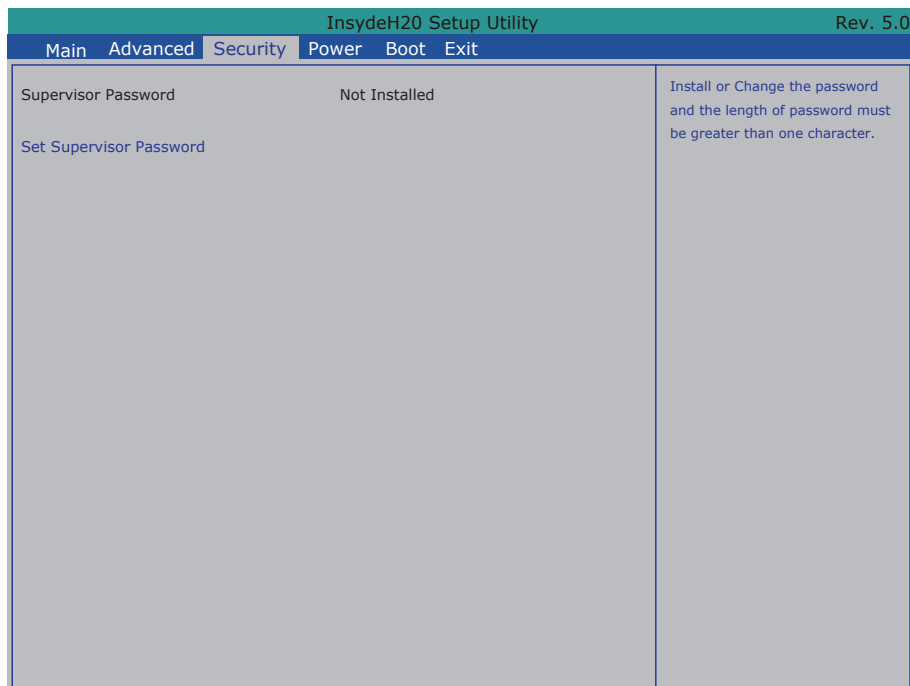 InsydeH20 Setup Utility Rev. 5.0
Main Advanced Security Power Boot Exit
Supervisor Password Not Installed
Set Supervisor Password
Install or Change the password
and the length of password must
be greater than one character.